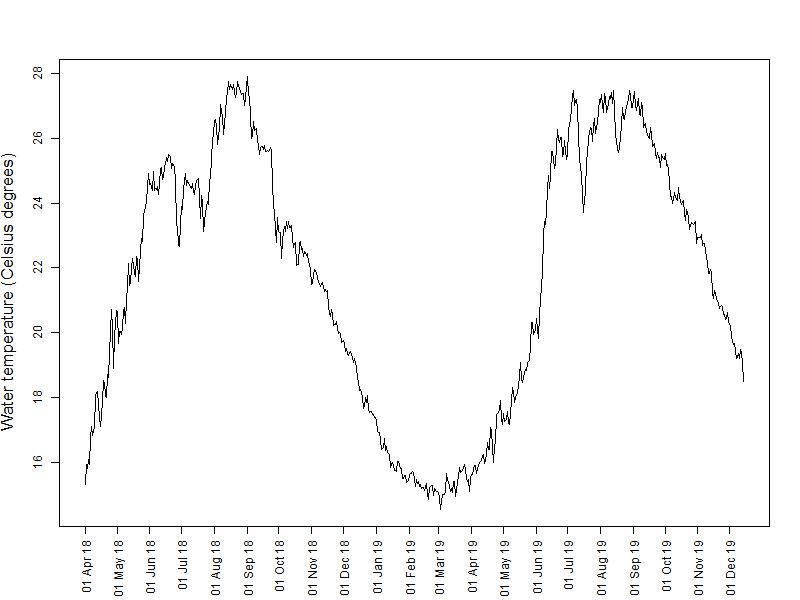 Water temperature (Celsius degrees)
28
26
24
22
20
18
16
01 Apr 18
01 May 18
01 Jun 18
01 Jul 18
01 Aug 18
01 Sep 18
01 Oct 18
01 Nov 18
01 Dec 18
01 Jan 19
01 Feb 19
01 Mar 19
01 Apr 19
01 May 19
01 Jun 19
01 Jul 19
01 Aug 19
01 Sep 19
01 Oct 19
01 Nov 19
01 Dec 19